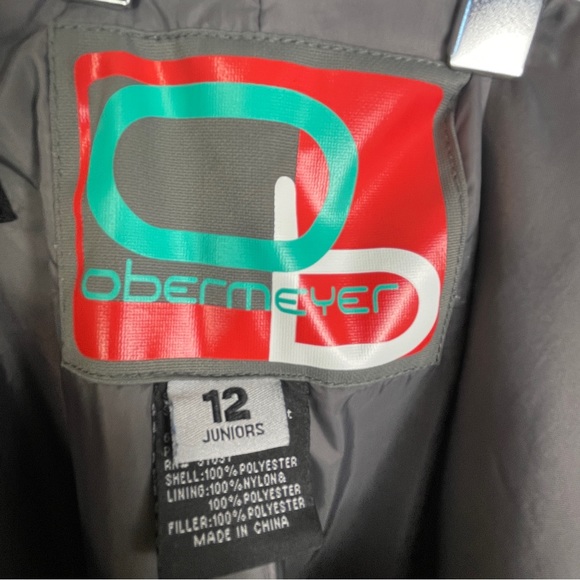 obermeyer
12
JUNIORS
SHELL:100%POLYESTER
LINING:100%NYLON&
100%POLYESTER
FILLER:100%POLYESTER
MADE IN CHINA